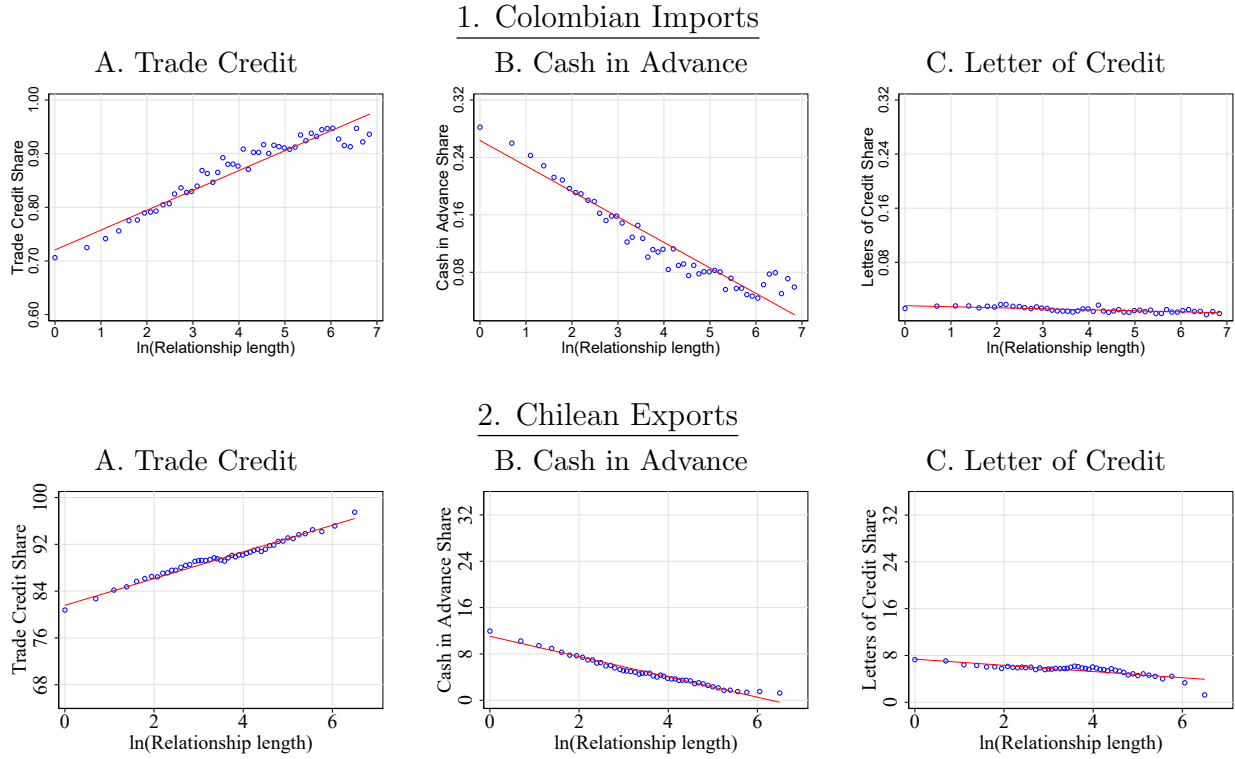 1. Colombian Imports
A. Trade Credit
B. Cash in Advance
C. Letter of Credit
Trade Credit Share
1.00
0.90
0.80
0.70
0.60
0 1 2 3 4 5 6 7
ln(Relationship length)
Cash in Advance Share
0.32
0.24
0.16
0.08
0 1 2 3 4 5 6 7
ln(Relationship length)
Letters of Credit Share
0.32
0.24
0.16
0.08
0 1 2 3 4 5 6 7
ln(Relationship length)
2. Chilean Exports
A. Trade Credit
B. Cash in Advance
C. Letter of Credit
Trade Credit Share
100
92
84
76
68
0 2 4 6
ln(Relationship length)
Cash in Advance Share
32
24
16
8
0
0 2 4 6
ln(Relationship length)
Letters of Credit Share
32
24
16
8
0
0 2 4 6
ln(Relationship length)